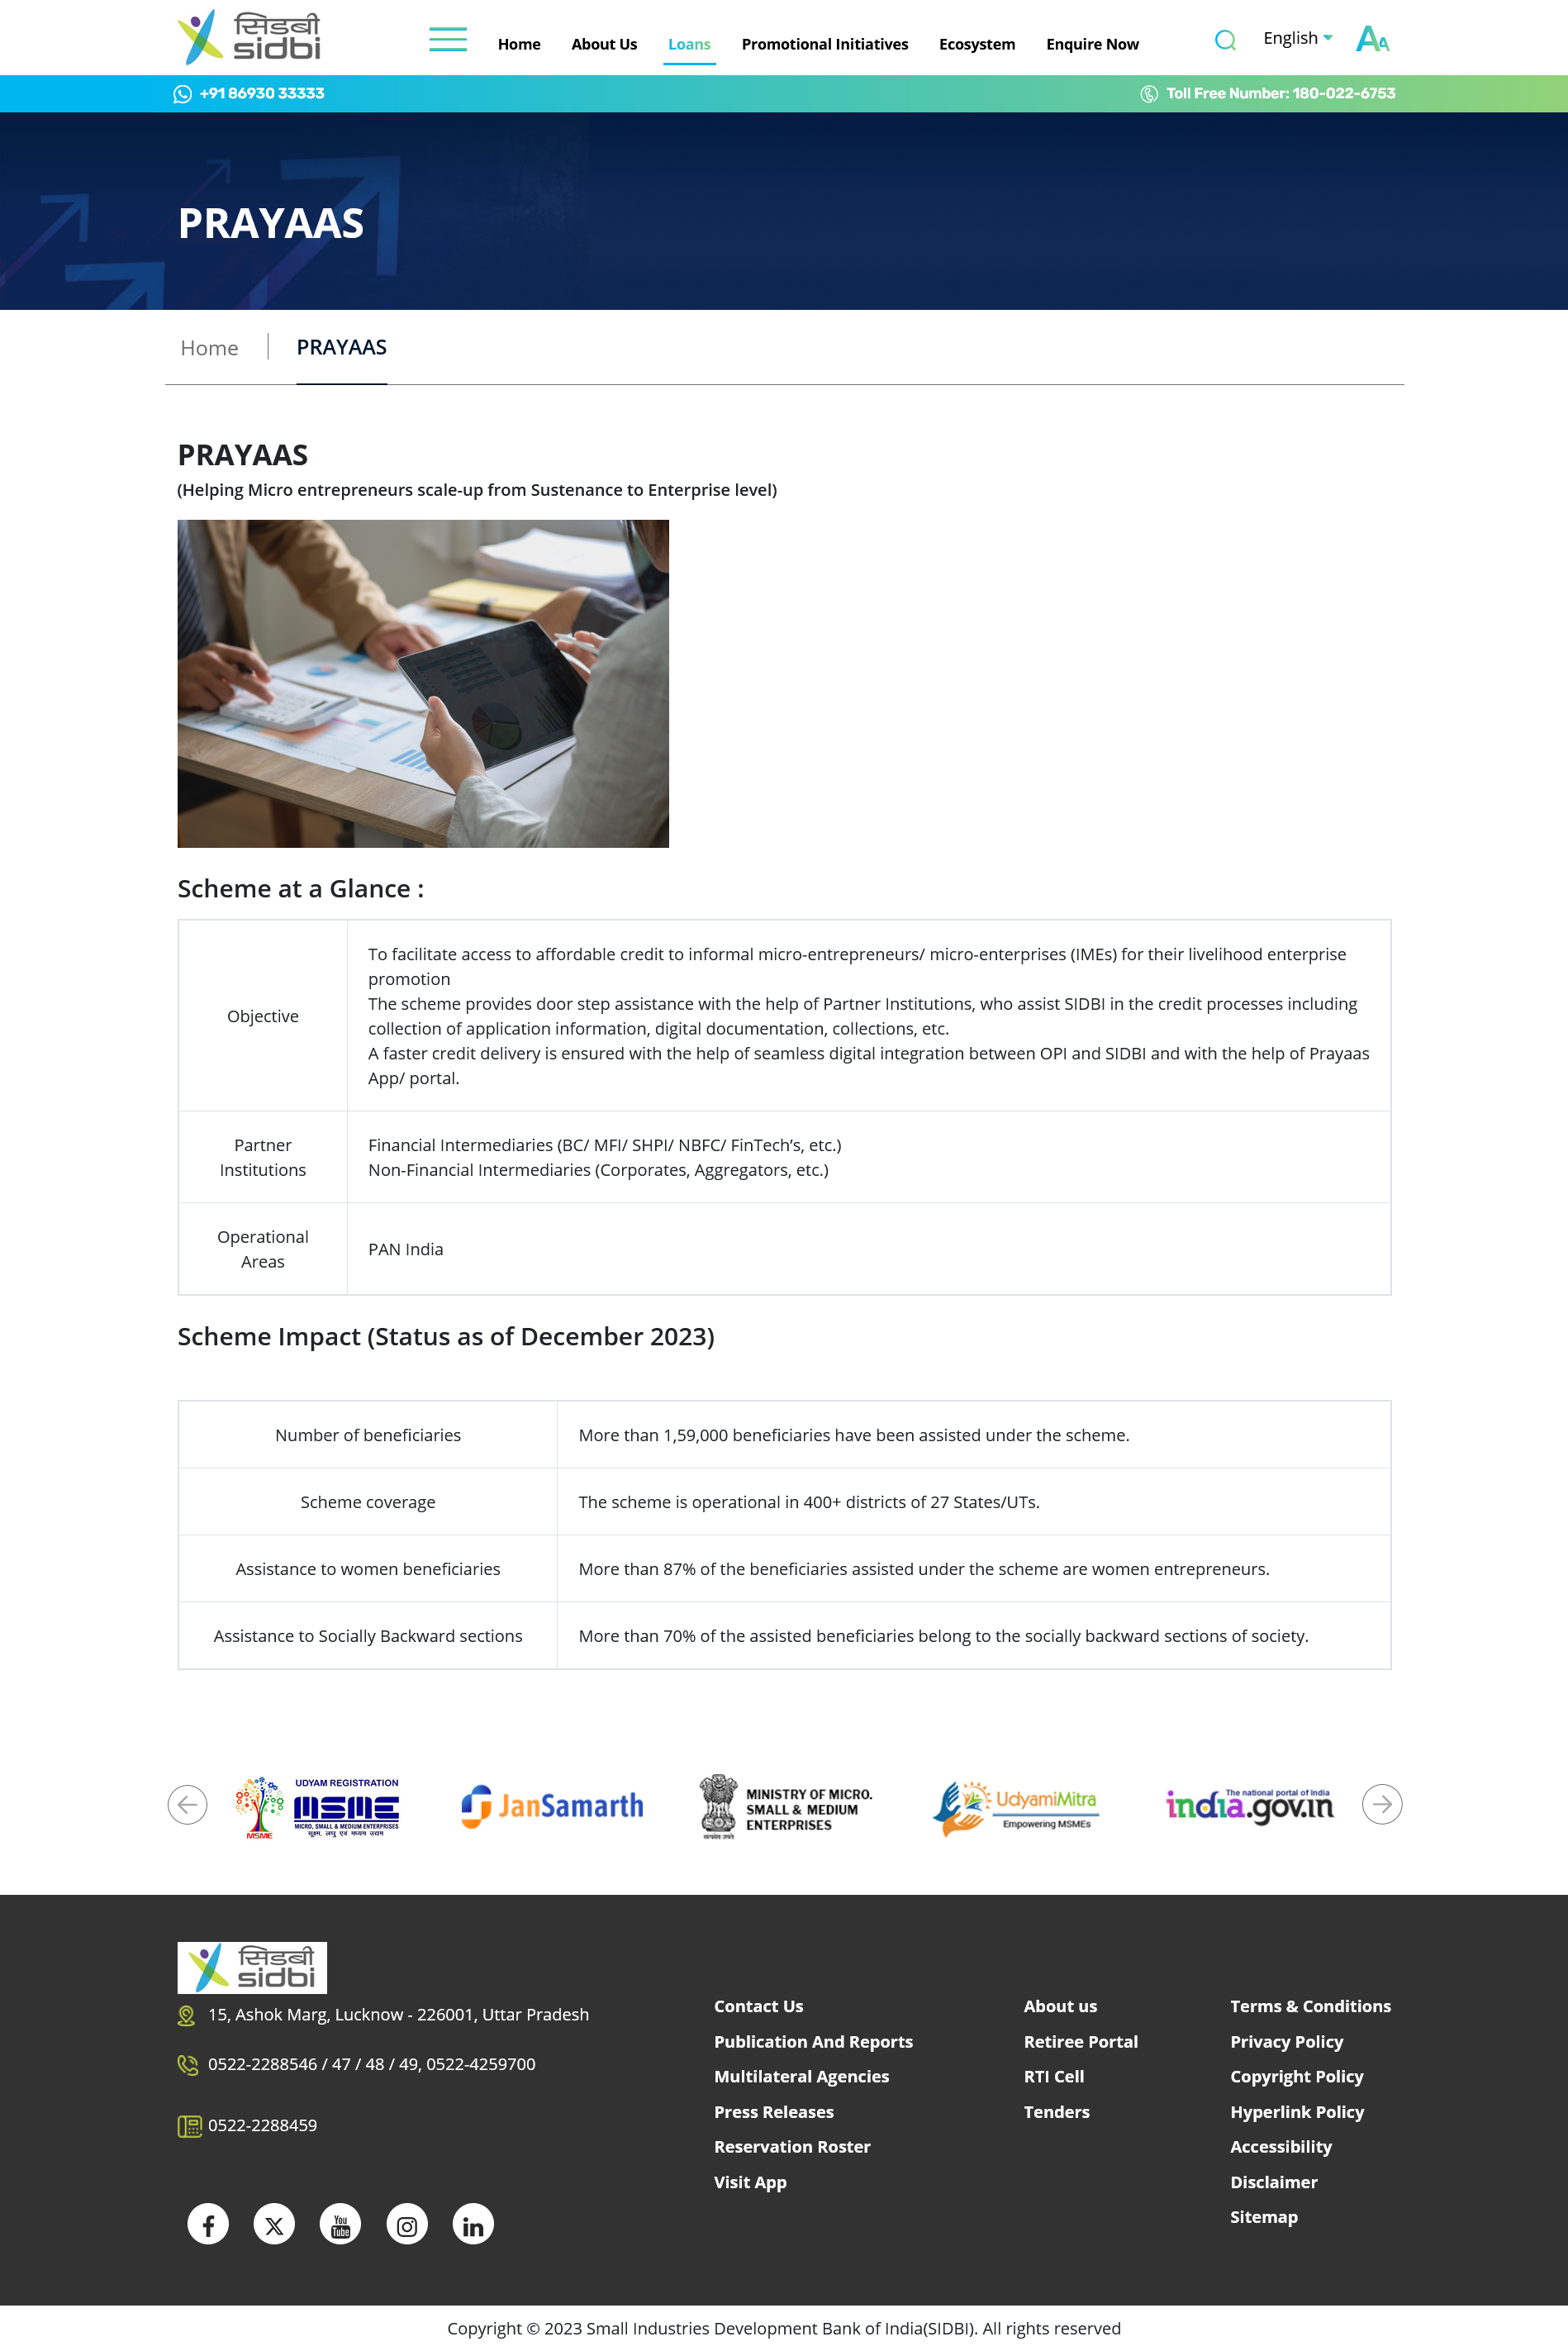 सिडबी
sidbi
Home About Us Loans Promotional Initiatives Ecosystem Enquire Now
English
A A
+91 86930 33333
Toll Free Number: 180-022-6753
PRAYAAS
Home
PRAYAAS
PRAYAAS
(Helping Micro entrepreneurs scale-up from Sustenance to Enterprise level)
Scheme at a Glance :
Objective
To facilitate access to affordable credit to informal micro-entrepreneurs/ micro-enterprises (IMEs) for their livelihood enterprise
promotion
The scheme provides door step assistance with the help of Partner Institutions, who assist SIDBI in the credit processes including
collection of application information, digital documentation, collections, etc.
A faster credit delivery is ensured with the help of seamless digital integration between OPI and SIDBI and with the help of Prayaas
App/ portal.
Partner
Institutions
Financial Intermediaries (BC/ MFI/ SHPI/ NBFC/ FinTech’s, etc.)
Non-Financial Intermediaries (Corporates, Aggregators, etc.)
Operational
Areas
PAN India
Scheme Impact (Status as of December 2023)
Number of beneficiaries
More than 1,59,000 beneficiaries have been assisted under the scheme.
Scheme coverage
The scheme is operational in 400+ districts of 27 States/UTs.
Assistance to women beneficiaries
More than 87% of the beneficiaries assisted under the scheme are women entrepreneurs.
Assistance to Socially Backward sections
More than 70% of the assisted beneficiaries belong to the socially backward sections of society.
UDYAM REGISTRATION
MSME
MICRO, SMALL & MEDIUM ENTERPRISES
सूक्ष्म, लघु एवं मध्यम उद्यम
MSME
JanSamarth
MINISTRY OF MICRO,
SMALL & MEDIUM
ENTERPRISES
सत्यमेव जयते
UdyamiMitra
Empowering MSMEs
The national portal of India
india.gov.in
सिडबी
sidbi
15, Ashok Marg, Lucknow - 226001, Uttar Pradesh
0522-2288546 / 47 / 48 / 49, 0522-4259700
0522-2288459
You
Tube
Contact Us
Publication And Reports
Multilateral Agencies
Press Releases
Reservation Roster
Visit App
About us
Retiree Portal
RTI Cell
Tenders
Terms & Conditions
Privacy Policy
Copyright Policy
Hyperlink Policy
Accessibility
Disclaimer
Sitemap
Copyright © 2023 Small Industries Development Bank of India(SIDBI). All rights reserved